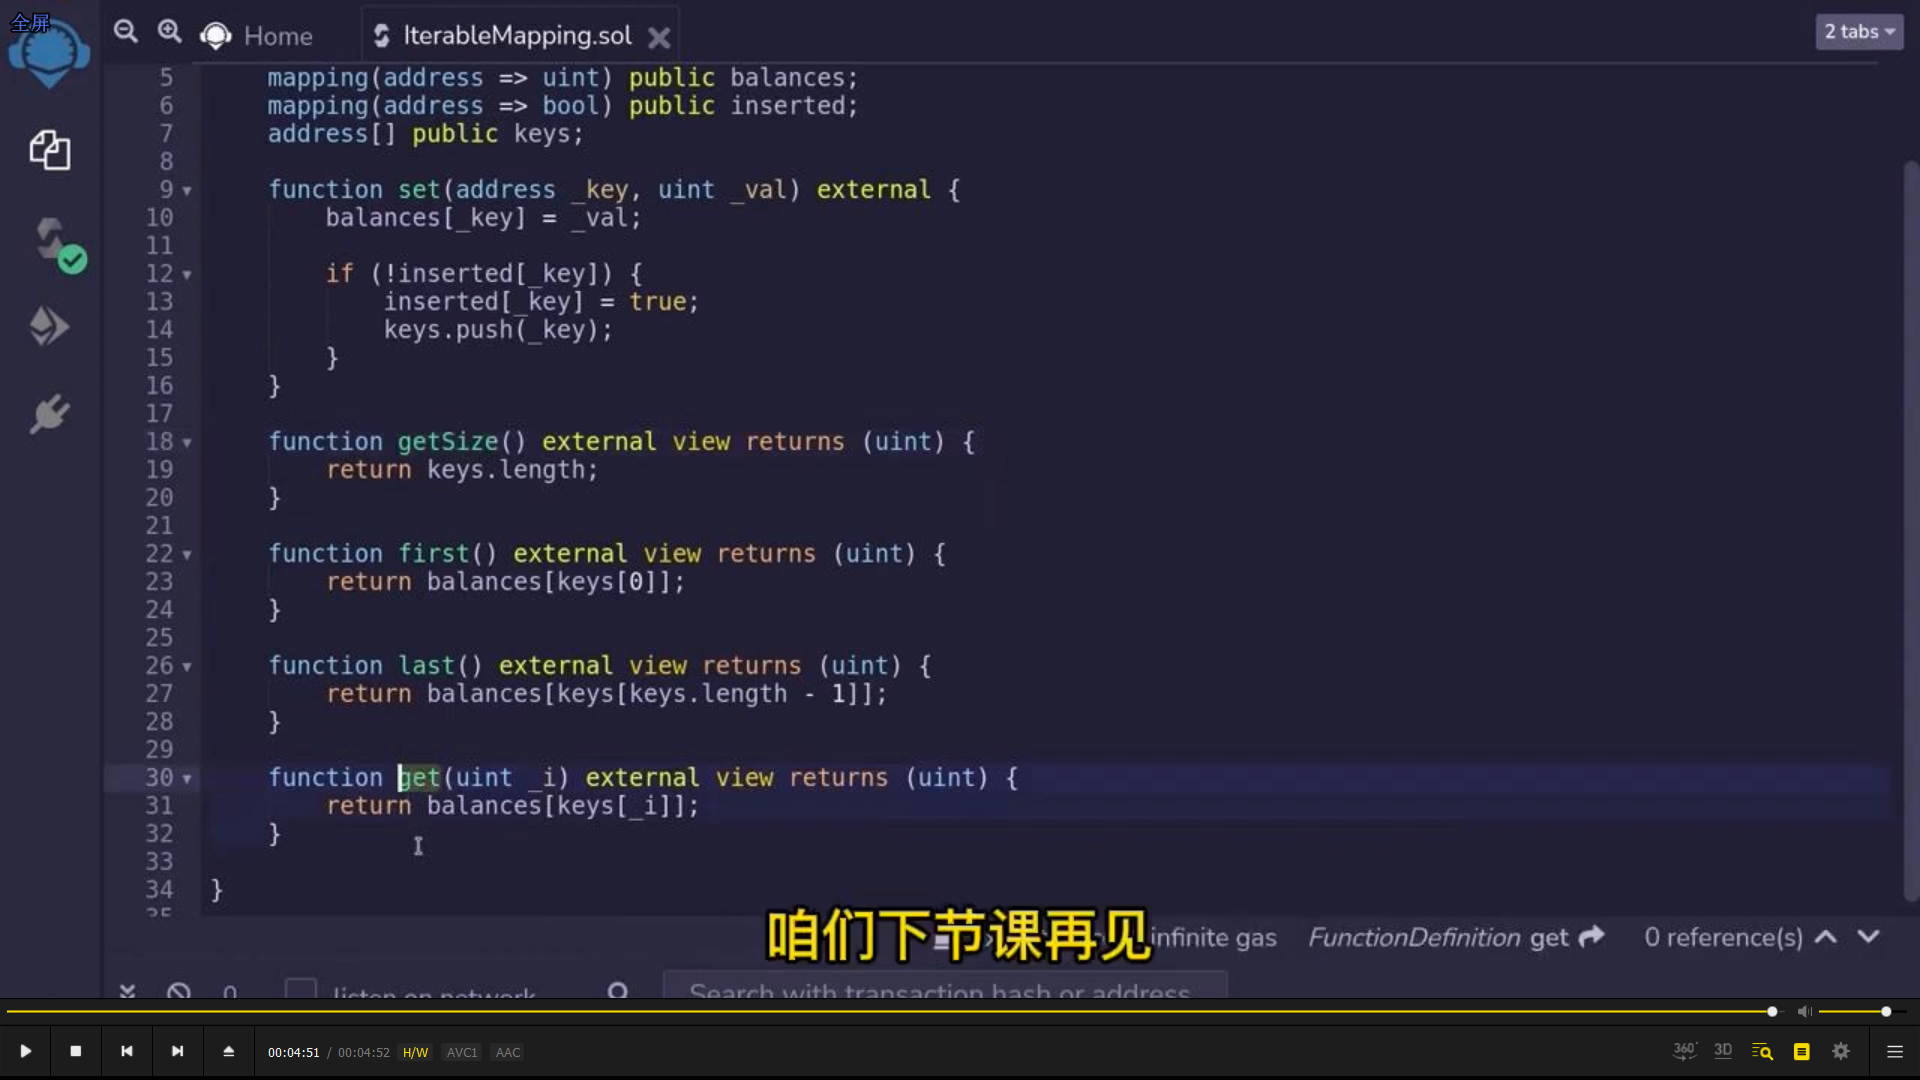 全屏
Home
IterableMapping.sol
2 tabs
5 mapping(address => uint) public balances;
6 mapping(address => bool) public inserted;
7 address[] public keys;
8
9 function set(address _key, uint _val) external {
10 balances[_key] = _val;
11
12 if (!inserted[_key]) {
13 inserted[_key] = true;
14 keys.push(_key);
15 }
16 }
17
18 function getSize() external view returns (uint) {
19 return keys.length;
20 }
21
22 function first() external view returns (uint) {
23 return balances[keys[0]];
24 }
25
26 function last() external view returns (uint) {
27 return balances[keys[keys.length - 1]];
28 }
29
30 function get(uint _i) external view returns (uint) {
31 return balances[keys[_i]];
32 }
33
34 }
35
咱们下节课再见
infinite gas FunctionDefinition get 0 reference(s)
0 listen on network Search with transaction hash or address
00:04:51 / 00:04:52 H/W AVC1 AAC 360° 3D